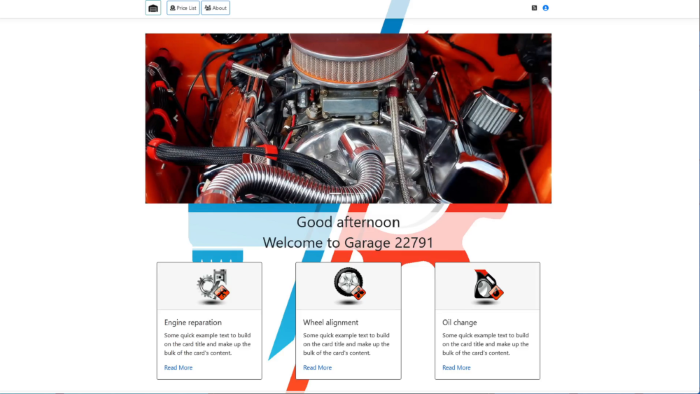 Price List About
Good afternoon
Welcome to Garage 22791
Engine reparation
Some quick example text to build
on the card title and make up the
bulk of the card's content.
Read More
Wheel alignment
Some quick example text to build
on the card title and make up the
bulk of the card's content.
Read More
Oil change
Some quick example text to build
on the card title and make up the
bulk of the card's content.
Read More